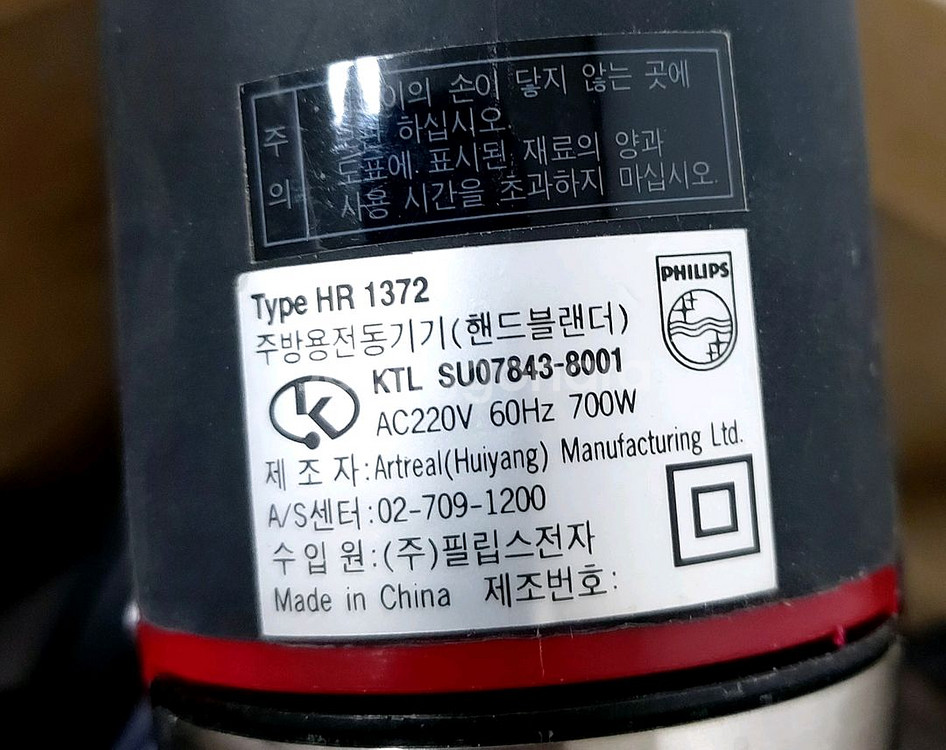 주의
손이 닿지 않는 곳에
하십시오
도표에 표시된 재료의 양과
사용 시간을 초과하지 마십시오.
PHILIPS
Type HR 1372
주방용전동기기(핸드블랜더)
KTL SU07843-8001
AC220V 60Hz 700W
제 조 자:Artreal(Huiyang) Manufacturing Ltd.
A/S센터:02-709-1200
수 입 원:(주)필립스전자
Made in China 제조번호: